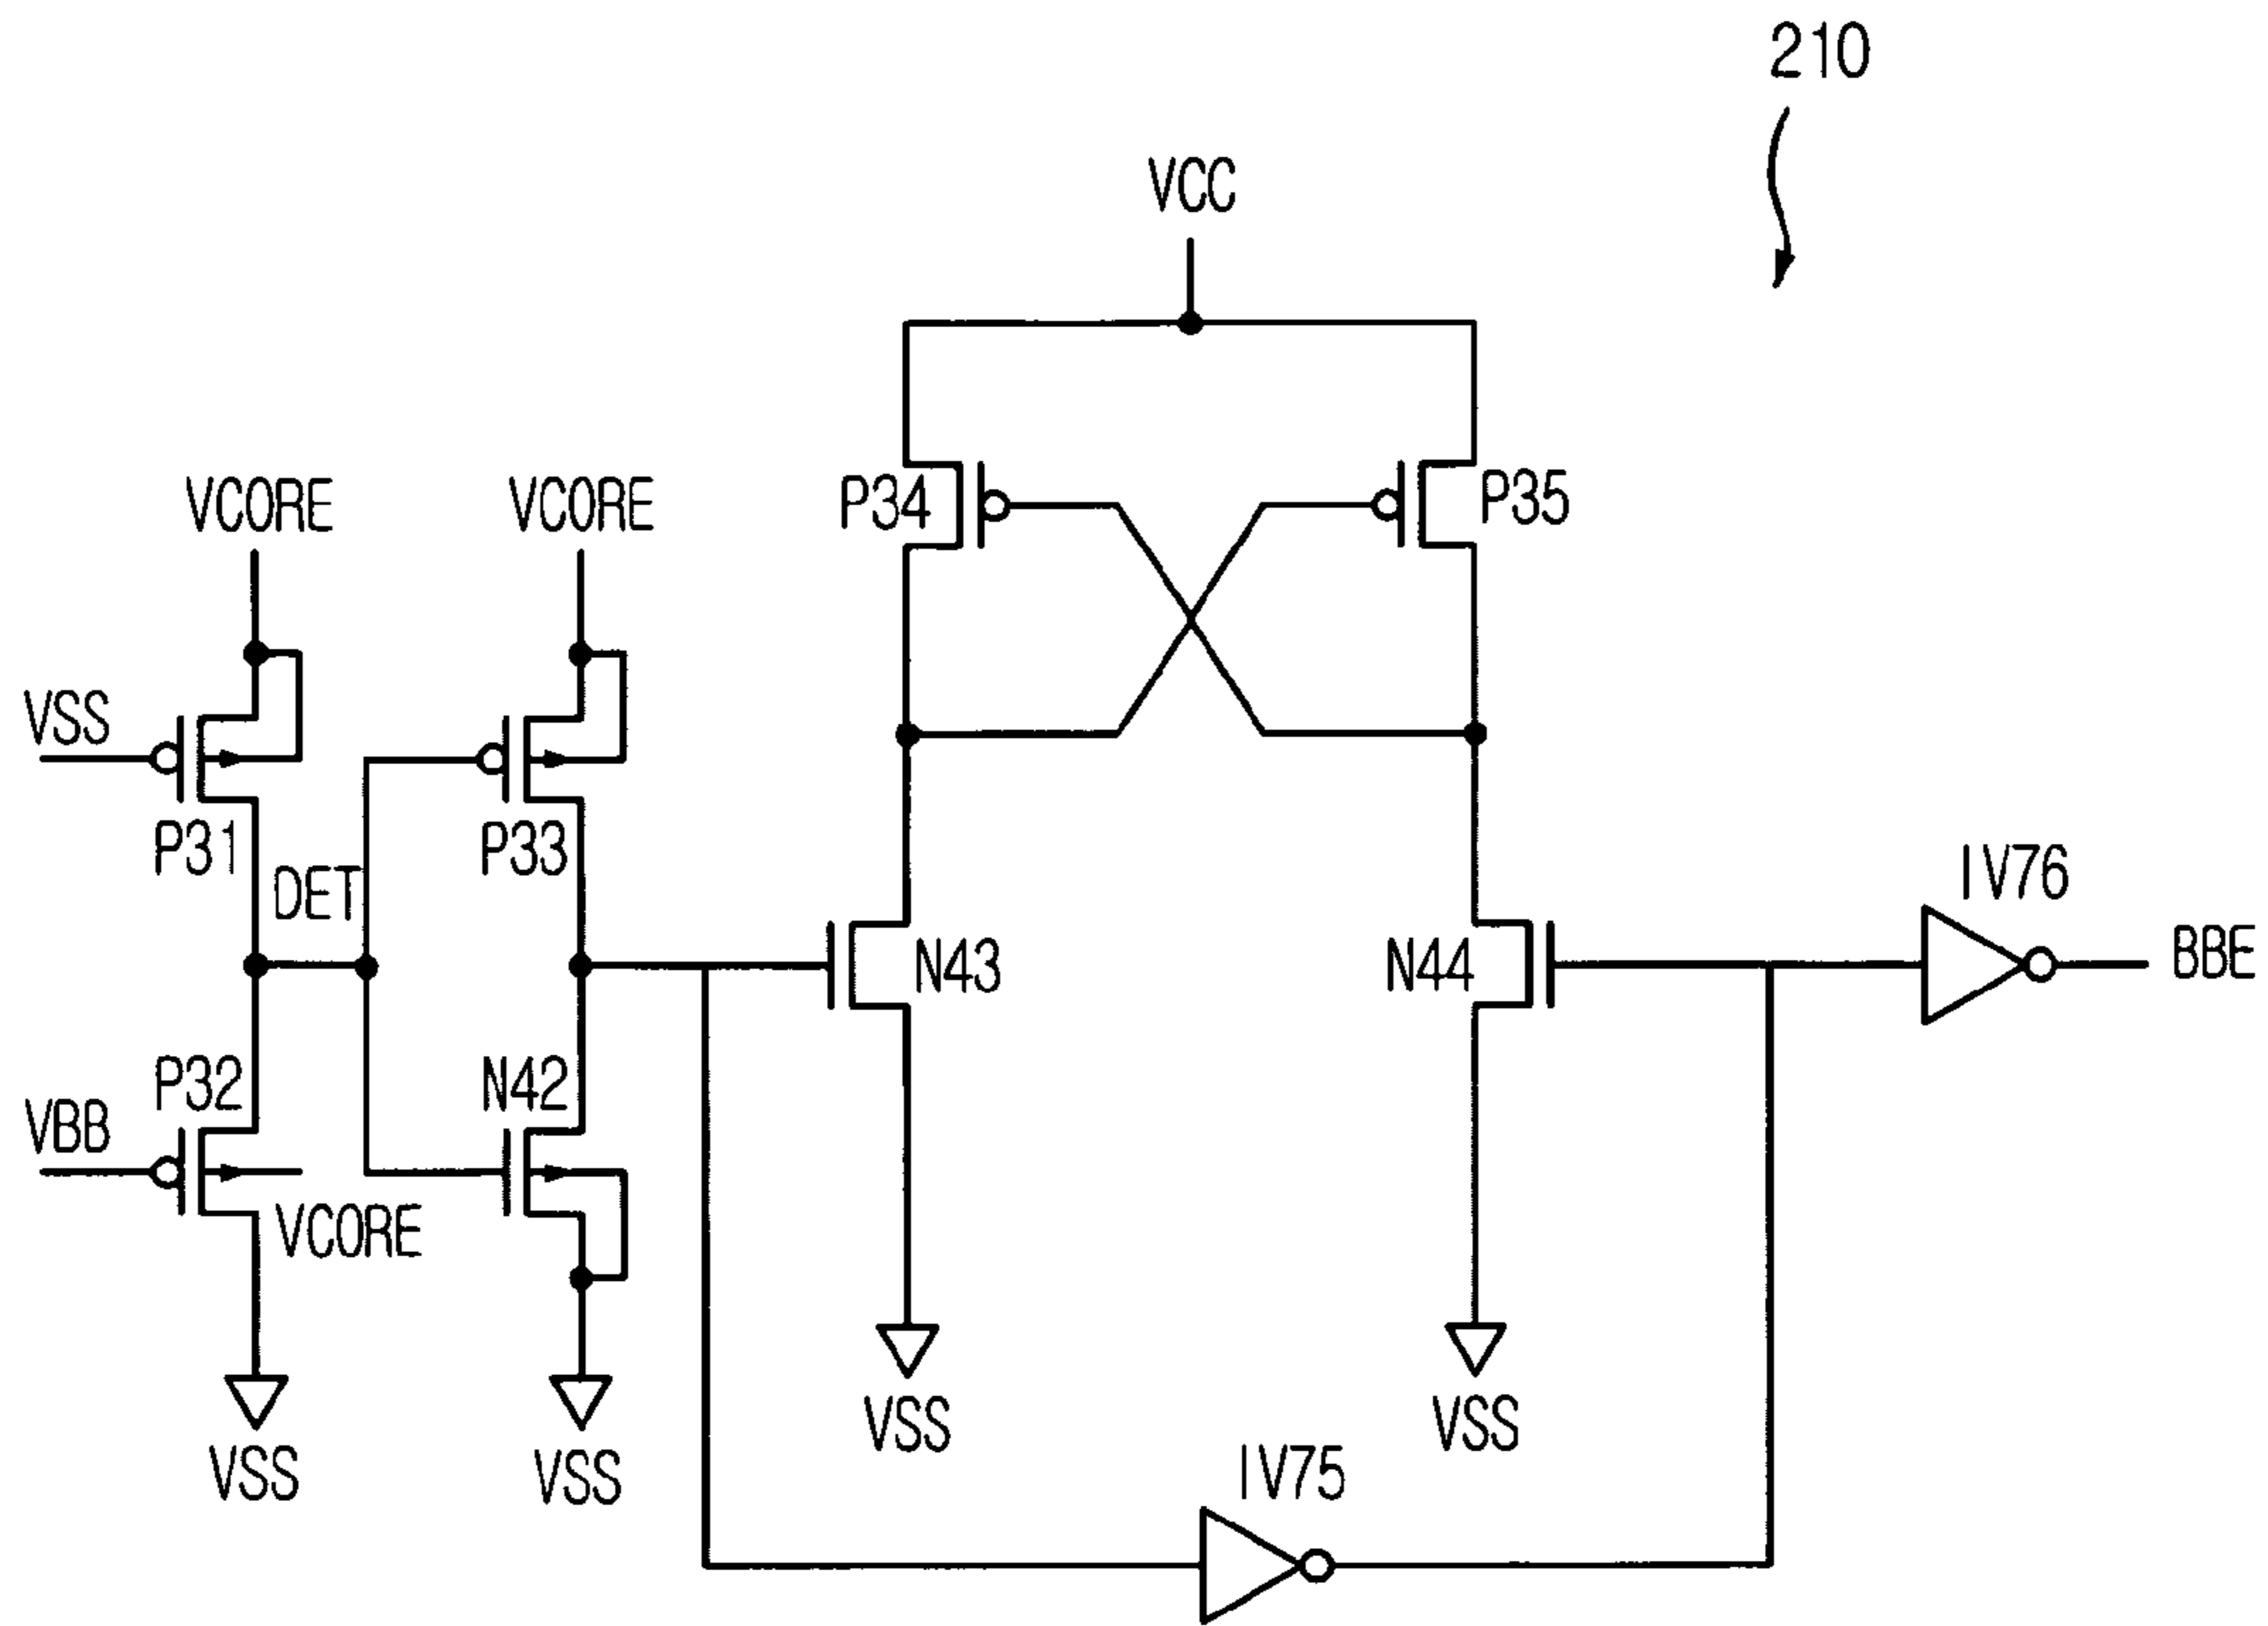 210
VCC
P34
P35
VCORE
VCORE
VSS
P31
P33
DET
IV76
N43
N44
BBE
P32
N42
VBB
VCORE
VSS
VSS
VSS
VSS
IV75